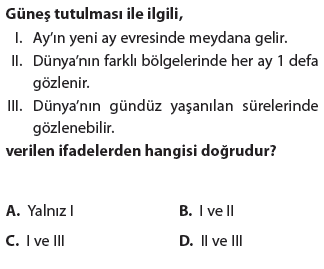 Güneş tutulması ile ilgili,
I. Ay'ın yeni ay evresinde meydana gelir.
II. Dünya'nın farklı bölgelerinde her ay 1 defa
gözlenir.
III. Dünya'nın gündüz yaşanılan sürelerinde
gözlenebilir.
verilen ifadelerden hangisi doğrudur?
A. Yalnız I B. I ve II
C. I ve III D. II ve III